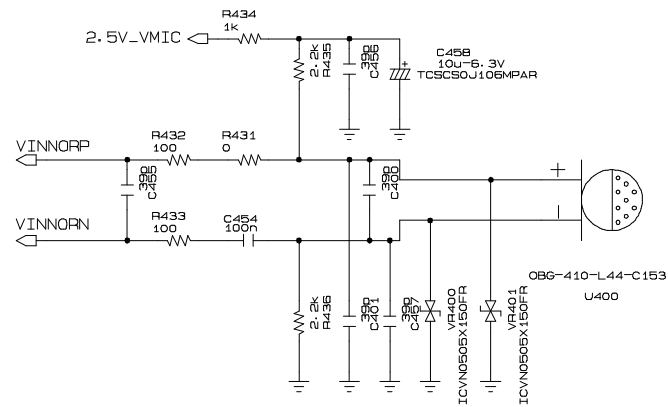 R434
1k
2.5V_VMIC
2.2k
R435
39p
C456
+
C458
10u-6.3V
TCSCS0J106MPAR
VINNORP
R432
100
R431
0
39p
C455
39p
C400
+
VINNORN
R433
100
C454
100n
-
OBG-410-L44-C153
U400
2.2k
R436
39p
C401
39p
C457
VR400
ICVN0505X150FR
VR401
ICVN0505X150FR